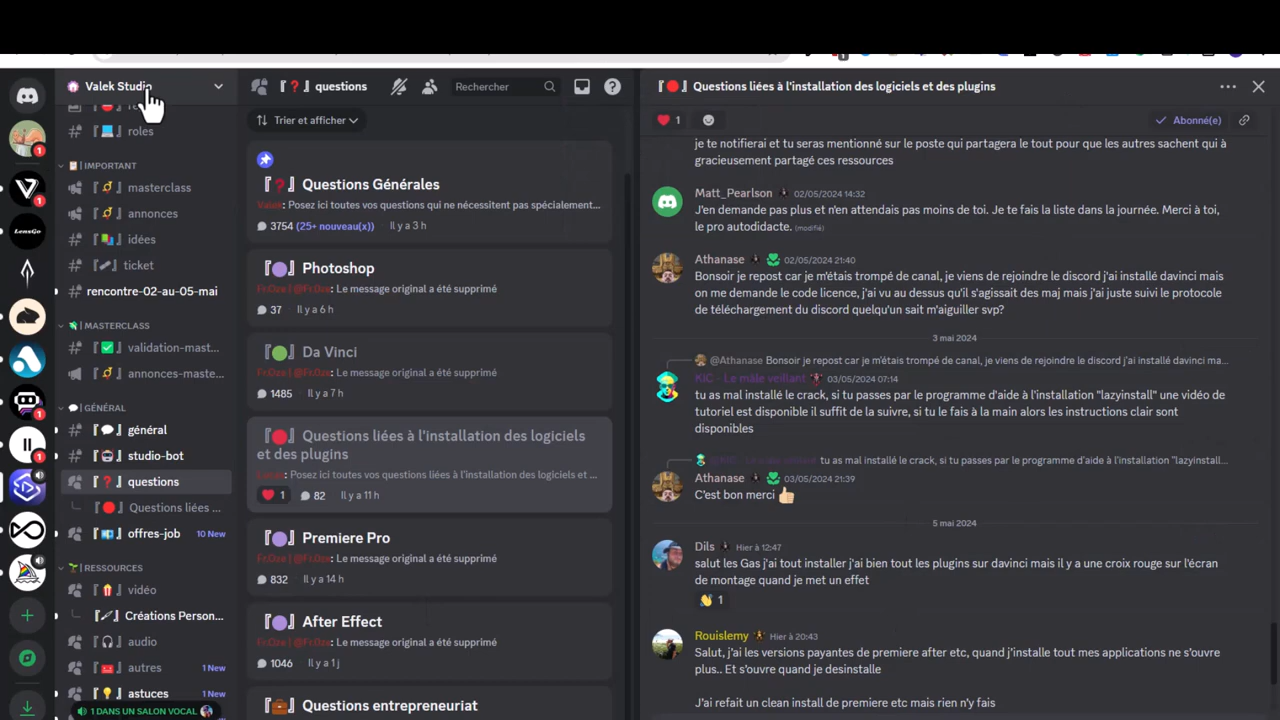 Valek Studio
roles
IMPORTANT
masterclass
annonces
idées
ticket
rencontre-02-au-05-mai
MASTERCLASS
validation-mast...
annonces-maste...
GÉNÉRAL
général
studio-bot
questions
Questions liées ...
offres-job 10 New
RESSOURCES
vidéo
Créations Person...
audio
autres 1 New
astuces 1 New
1 DANS UN SALON VOCAL
questions
Rechercher
Trier et afficher
Questions Générales
Valek: Posez ici toutes vos questions qui ne nécessitent pas spécialement...
3754 (25+ nouveau(x)) Il y a 3 h
Photoshop
Fr.Oze | @Fr.Oze: Le message original a été supprimé
37 Il y a 6 h
Da Vinci
Fr.Oze | @Fr.Oze: Le message original a été supprimé
1485 Il y a 7 h
Questions liées à l'installation des logiciels
et des plugins
: Posez ici toutes vos questions liées à l'installation des logiciels et ...
1 82 Il y a 11 h
Premiere Pro
Fr.Oze | @Fr.Oze: Le message original a été supprimé
832 Il y a 14 h
After Effect
Fr.Oze | @Fr.Oze: Le message original a été supprimé
1046 Il y a 1 j
Questions entrepreneuriat
Questions liées à l'installation des logiciels et des plugins
1 Abonné(e)
je te notifierai et tu seras mentionné sur le poste qui partagera le tout pour que les autres sachent qui à
gracieusement partagé ces ressources
Matt_Pearlson 02/05/2024 14:32
J'en demande pas plus et n'en attendais pas moins de toi. Je te fais la liste dans la journée. Merci à toi,
le pro autodidacte. (modifié)
Athanase 02/05/2024 21:40
Bonsoir je repost car je m'étais trompé de canal, je viens de rejoindre le discord j'ai installé davinci mais
on me demande le code licence, j'ai vu au dessus qu'il s'agissait des maj mais j'ai juste suivi le protocole
de téléchargement du discord quelqu'un sait m'aiguiller svp?
3 mai 2024
@Athanase Bonsoir je repost car je m'étais trompé de canal, je viens de rejoindre le discord j'ai installé davinci ma...
KIC - Le mâle veillant 03/05/2024 07:14
tu as mal installé le crack, si tu passes par le programme d'aide à l'installation "lazyinstall" une vidéo de
tutoriel est disponible il suffit de la suivre, si tu le fais à la main alors les instructions clair sont
disponibles
tu as mal installé le crack, si tu passes par le programme d'aide à l'installation "lazyinstall...
Athanase 03/05/2024 21:39
C'est bon merci
5 mai 2024
Dils Hier à 12:47
salut les Gas j'ai tout installer j'ai bien tout les plugins sur davinci mais il y a une croix rouge sur l'écran
de montage quand je met un effet
1
Rouislemy Hier à 20:43
Salut, j'ai les versions payantes de premiere after etc, quand j'installe tout mes applications ne s'ouvre
plus.. Et s'ouvre quand je desinstalle
J'ai refait un clean install de premiere etc mais rien n'y fais